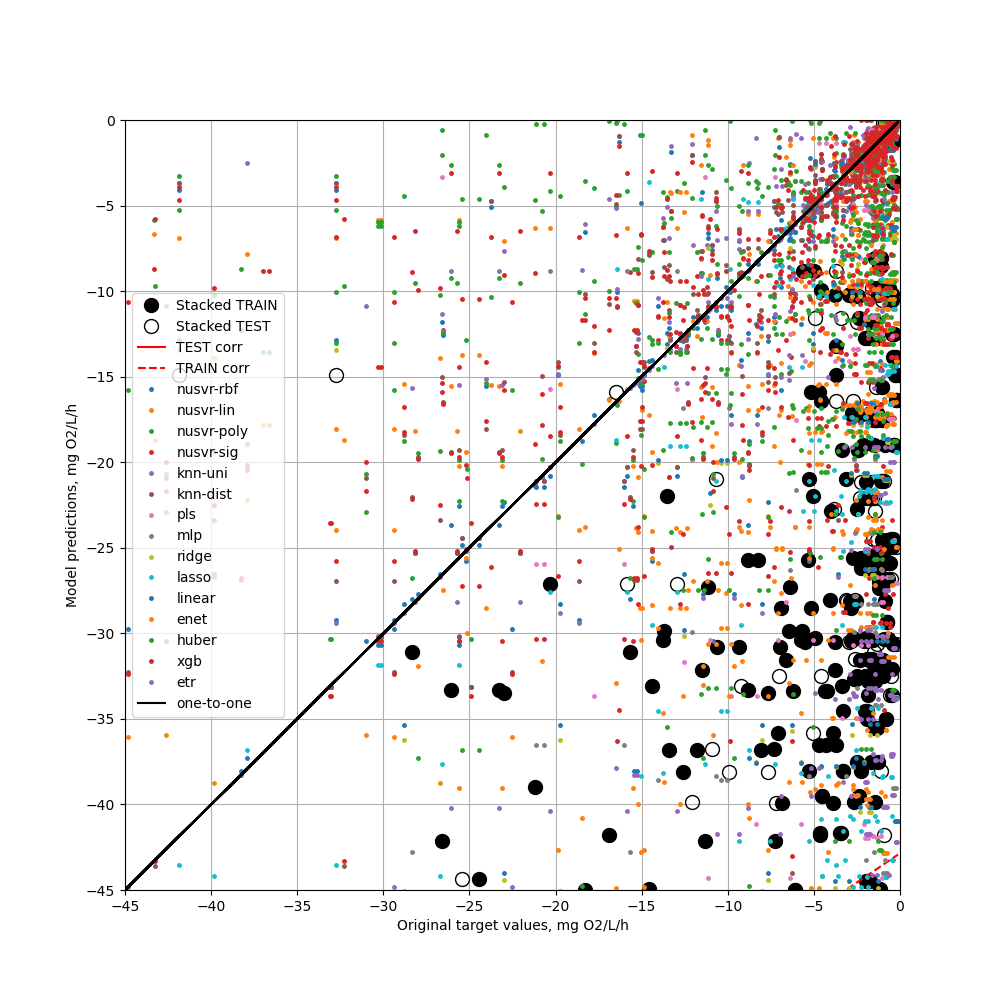 0
−5
−10
−15
−20
−25
−30
−35
−40
−45
Model predictions, mg O2/L/h
Stacked TRAIN
Stacked TEST
TEST corr
TRAIN corr
nusvr-rbf
nusvr-lin
nusvr-poly
nusvr-sig
knn-uni
knn-dist
pls
mlp
ridge
lasso
linear
enet
huber
xgb
etr
one-to-one
−45 −40 −35 −30 −25 −20 −15 −10 −5 0
Original target values, mg O2/L/h